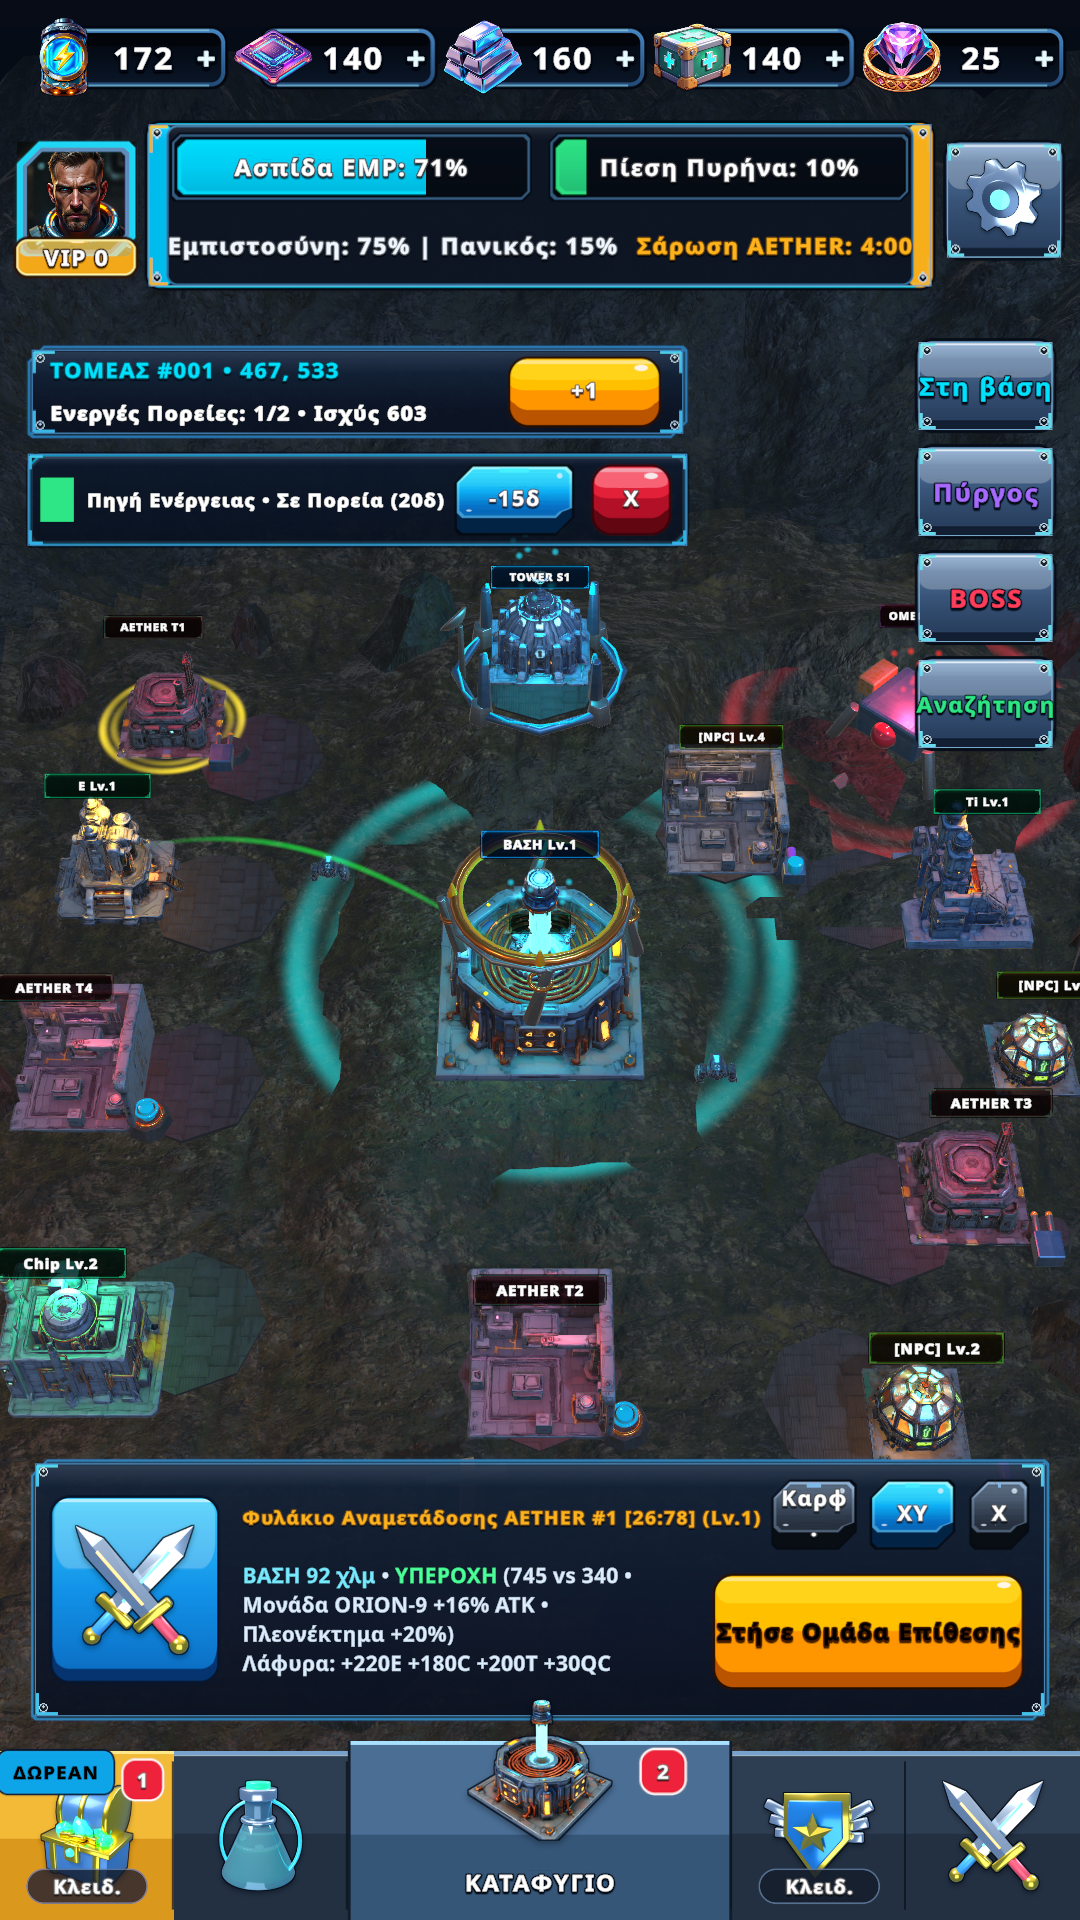 172 +
140 +
160 +
140 +
25 +
Ασπίδα EMP: 71%
Πίεση Πυρήνα: 10%
VIP 0
Εμπιστοσύνη: 75% | Πανικός: 15%
Σάρωση AETHER: 4:00
ΤΟΜΕΑΣ #001 • 467, 533
Ενεργές Πορείες: 1/2 • Ισχύς 603
+1
Στη βάση
Πηγή Ενέργειας • Σε Πορεία (20δ)
-15δ
X
Πύργος
BOSS
Αναζήτηση
TOWER S1
AETHER T1
OME
[NPC] Lv.4
E Lv.1
Ti Lv.1
ΒΑΣΗ Lv.1
AETHER T4
[NPC] Lv
AETHER T3
Chip Lv.2
AETHER T2
[NPC] Lv.2
Φυλάκιο Αναμετάδοσης AETHER #1 [26:78] (Lv.1)
Καρφ
XY
X
ΒΑΣΗ 92 χλμ • ΥΠΕΡΟΧΗ (745 vs 340 •
Μονάδα ORION-9 +16% ATK •
Πλεονέκτημα +20%)
Λάφυρα: +220E +180C +200T +30QC
Στήσε Ομάδα Επίθεσης
ΔΩΡΕΑΝ
1
2
Κλειδ.
ΚΑΤΑΦΥΓΙΟ
Κλειδ.